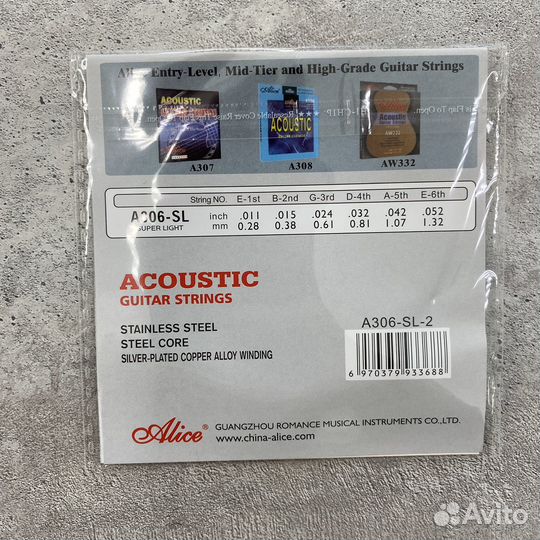 Alice Entry-Level, Mid-Tier and High-Grade Guitar Strings
ACOUSTIC
Alice
ACOUSTIC
Acoustic
A307
A308
AW332
String NO. E-1st B-2nd G-3rd D-4th A-5th E-6th
A306-SL inch .011 .015 .024 .032 .042 .052
SUPER LIGHT mm 0.28 0.38 0.61 0.81 1.07 1.32
ACOUSTIC
GUITAR STRINGS
STAINLESS STEEL
STEEL CORE
SILVER-PLATED COPPER ALLOY WINDING
A306-SL-2
6 970379 933688
Alice®
GUANGZHOU ROMANCE MUSICAL INSTRUMENTS CO.,LTD.
www.china-alice.com
Avito